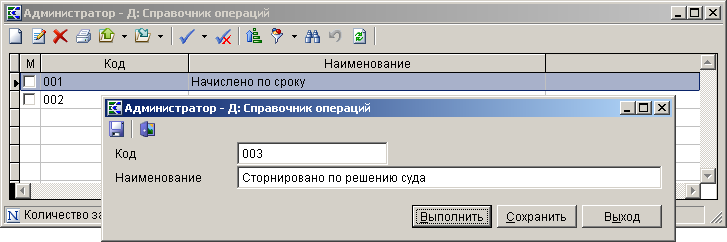 Администратор - Д: Справочник операций
М Код Наименование
001 Начислено по сроку
002
Администратор - Д: Справочник операций
Код 003
Наименование Сторнировано по решению суда
Выполнить Сохранить Выход
N Количество за